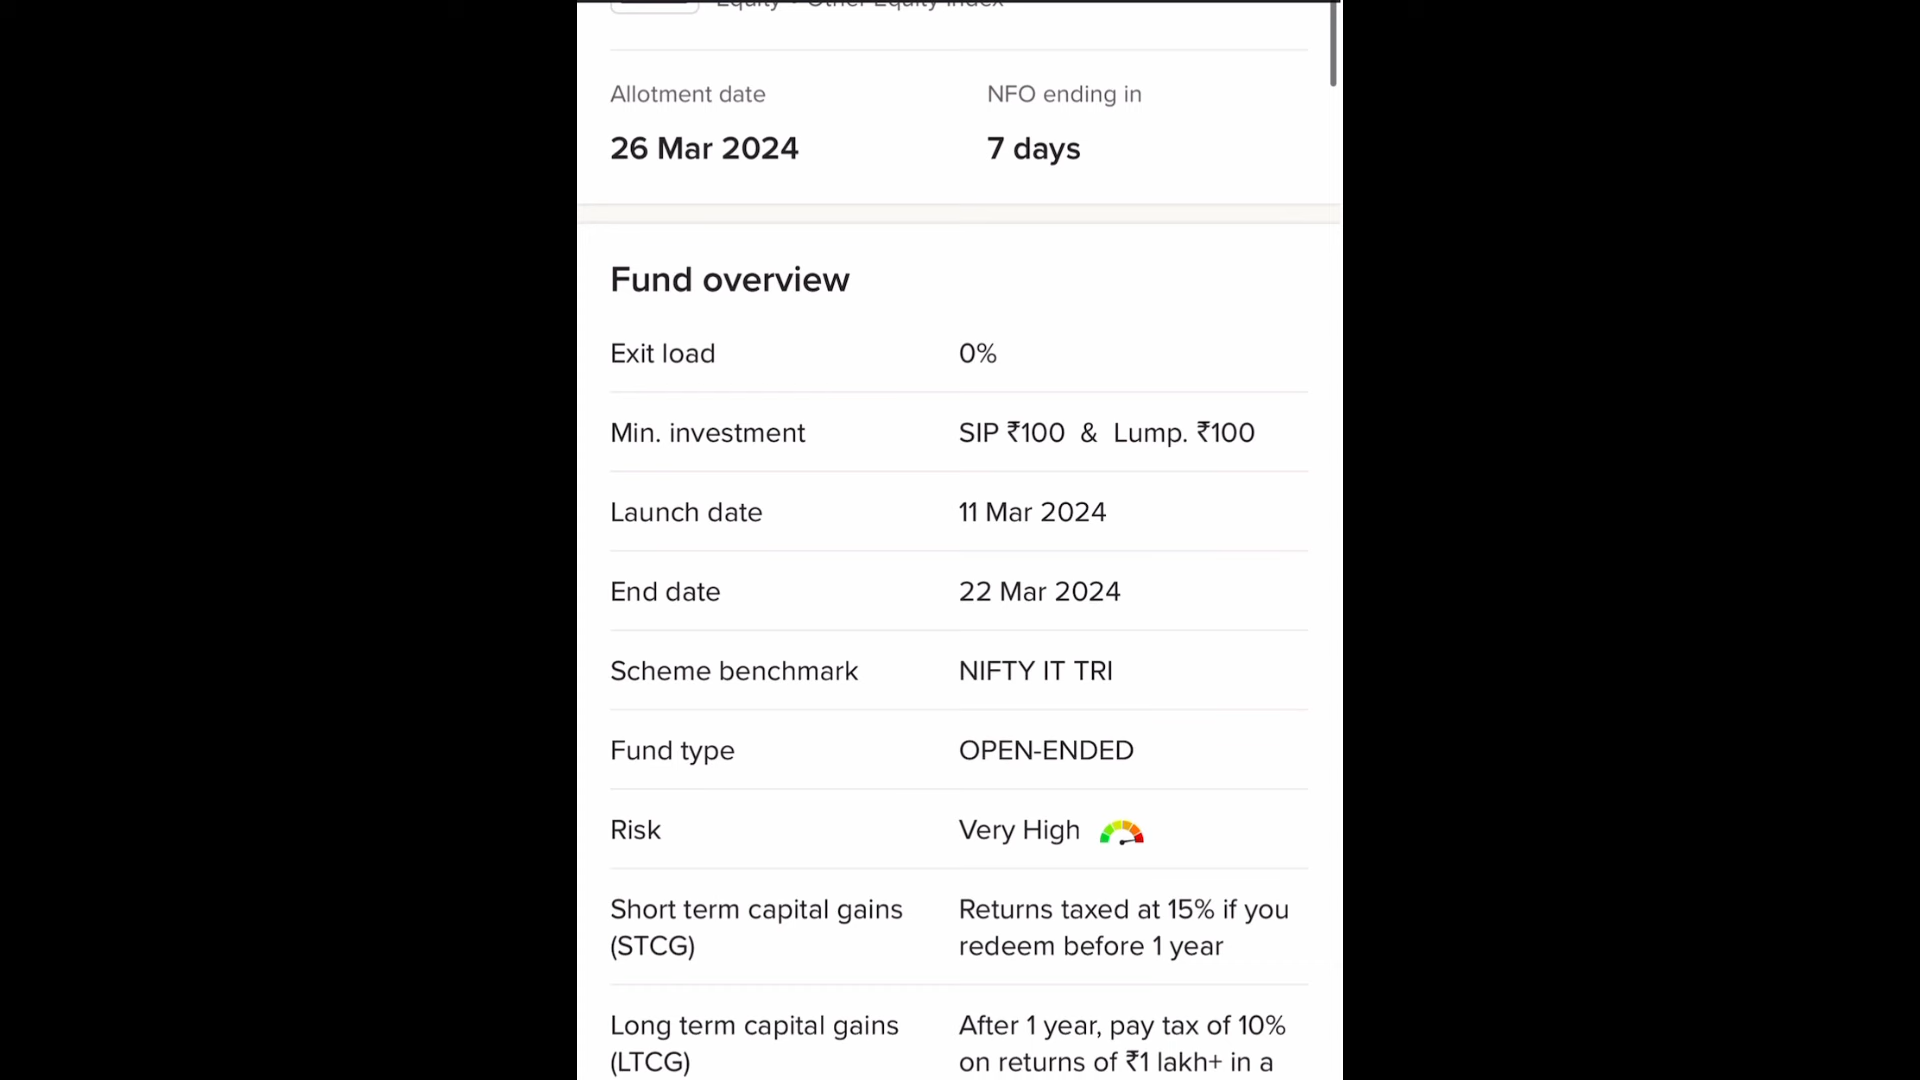 Equity • Other Equity Index
Allotment date
NFO ending in
26 Mar 2024
7 days
Fund overview
Exit load
0%
Min. investment
SIP ₹100 & Lump. ₹100
Launch date
11 Mar 2024
End date
22 Mar 2024
Scheme benchmark
NIFTY IT TRI
Fund type
OPEN-ENDED
Risk
Very High
Short term capital gains
(STCG)
Returns taxed at 15% if you
redeem before 1 year
Long term capital gains
(LTCG)
After 1 year, pay tax of 10%
on returns of ₹1 lakh+ in a